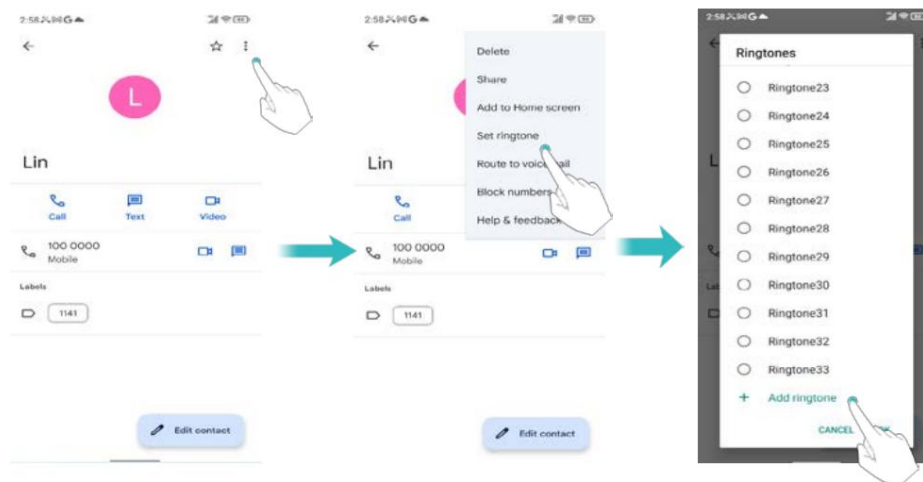 2:58
L
Lin
Call Text Video
100 0000
Mobile
Labels
1141
Edit contact
2:58
Delete
Share
Add to Home screen
Set ringtone
Route to voicemail
Block numbers
Help & feedback
Lin
Call
100 0000
Mobile
Labels
1141
Edit contact
2:58
Ringtones
Ringtone23
Ringtone24
Ringtone25
Ringtone26
Ringtone27
Ringtone28
Ringtone29
Ringtone30
Ringtone31
Ringtone32
Ringtone33
+ Add ringtone
CANCEL